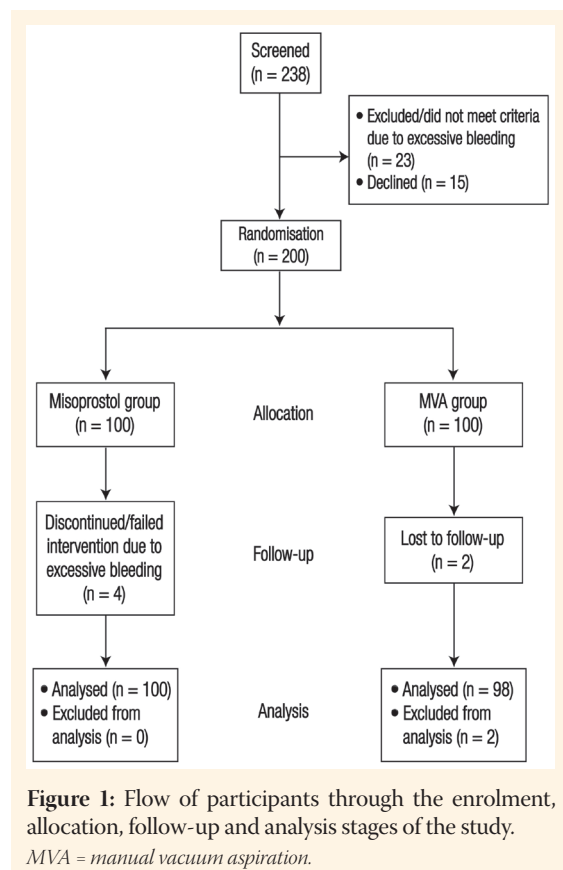 Screened
(n = 238)
• Excluded/did not meet criteria
due to excessive bleeding
(n = 23)
• Declined (n = 15)
Randomisation
(n = 200)
Misoprostol group
(n = 100)
Allocation
MVA group
(n = 100)
Discontinued/failed
intervention due to
excessive bleeding
(n = 4)
Follow-up
Lost to follow-up
(n = 2)
• Analysed (n = 100)
• Excluded from
analysis (n = 0)
Analysis
• Analysed (n = 98)
• Excluded from
analysis (n = 2)
Figure 1: Flow of participants through the enrolment,
allocation, follow-up and analysis stages of the study.
MVA = manual vacuum aspiration.